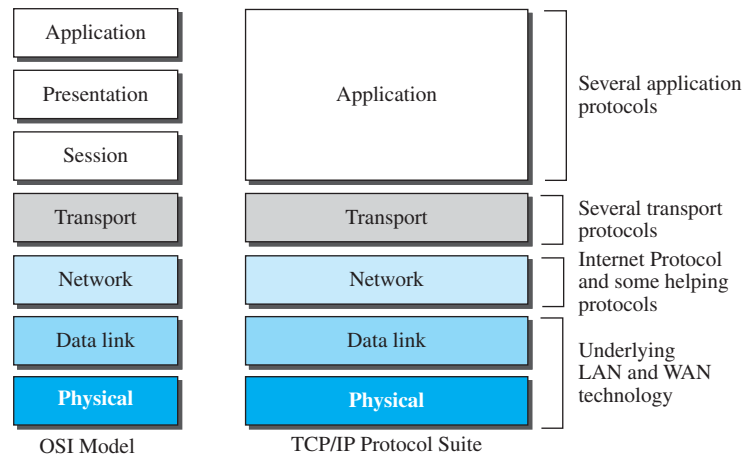 Application
Presentation
Session
Transport
Network
Data link
Physical
OSI Model
Application
Transport
Network
Data link
Physical
TCP/IP Protocol Suite
Several application
protocols
Several transport
protocols
Internet Protocol
and some helping
protocols
Underlying
LAN and WAN
technology